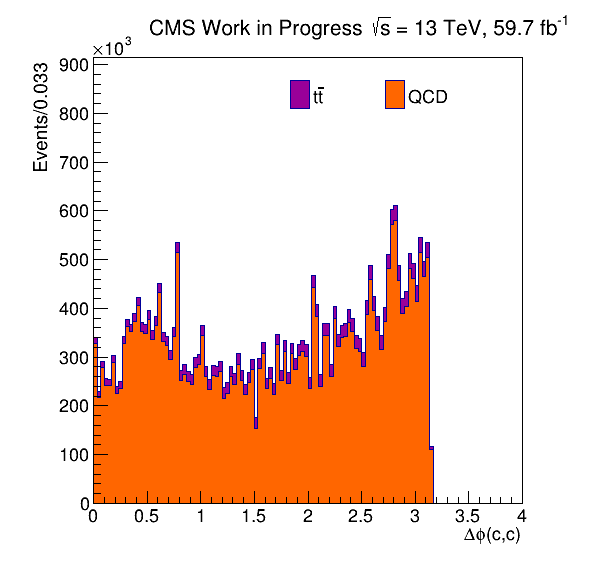 CMS Work in Progress √s = 13 TeV, 59.7 fb⁻¹
×10³
Events/0.033
900
800
700
600
500
400
300
200
100
0
tt̄
QCD
0 0.5 1 1.5 2 2.5 3 3.5 4
Δϕ(c,c)